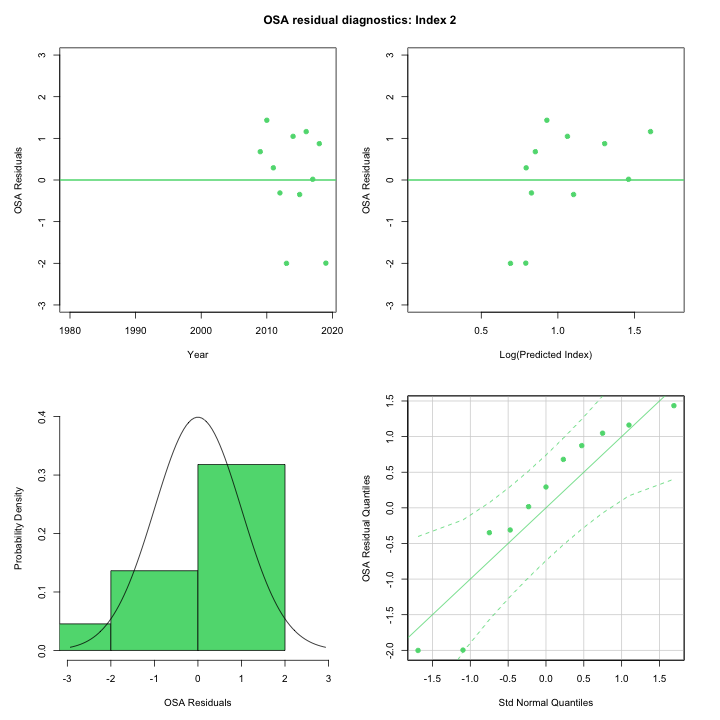 OSA residual diagnostics: Index 2
3
2
1
0
-1
-2
-3
OSA Residuals
1980 1990 2000 2010 2020
Year
3
2
1
0
-1
-2
-3
OSA Residuals
0.5 1.0 1.5
Log(Predicted Index)
0.4
0.3
0.2
0.1
0.0
Probability Density
-3 -2 -1 0 1 2 3
OSA Residuals
1.5
1.0
0.5
0.0
-0.5
-1.0
-1.5
-2.0
OSA Residual Quantiles
-1.5 -1.0 -0.5 0.0 0.5 1.0 1.5
Std Normal Quantiles